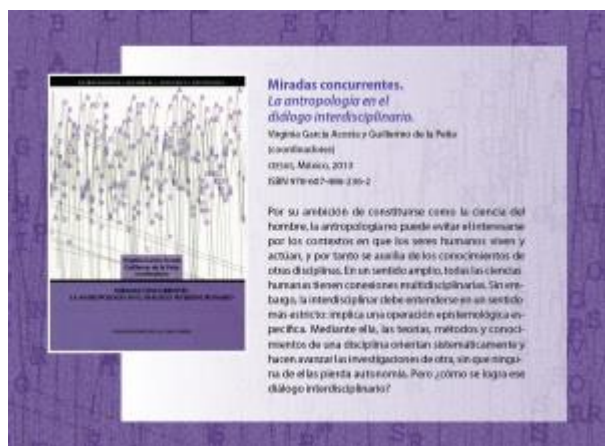 Miradas concurrentes.
La antropología en el
diálogo interdisciplinario.
Virginia García Acosta y Guillermo de la Peña
(coordinadores)
CIESAS, México, 2013
Por su ambición de constituirse como la ciencia del
hombre, la antropología no puede evitar el interesarse
por los contextos en que los seres humanos viven y
actúan, y por tanto se auxilia de los conocimientos de
otras disciplinas. En un sentido amplio, todas las ciencias
humanas tienen conexiones multidisciplinarias. Sin em-
bargo, la interdisciplinar debe entenderse en un sentido
más estricto: implica una operación epistemológica es-
pecífica. Mediante ella, las teorías, métodos y conoci-
mientos de una disciplina orientan sistemáticamente y
hacen avanzar las investigaciones de otra, sin que ningu-
na de ellas pierda autonomía. Pero ¿cómo se logra ese
diálogo interdisciplinario?